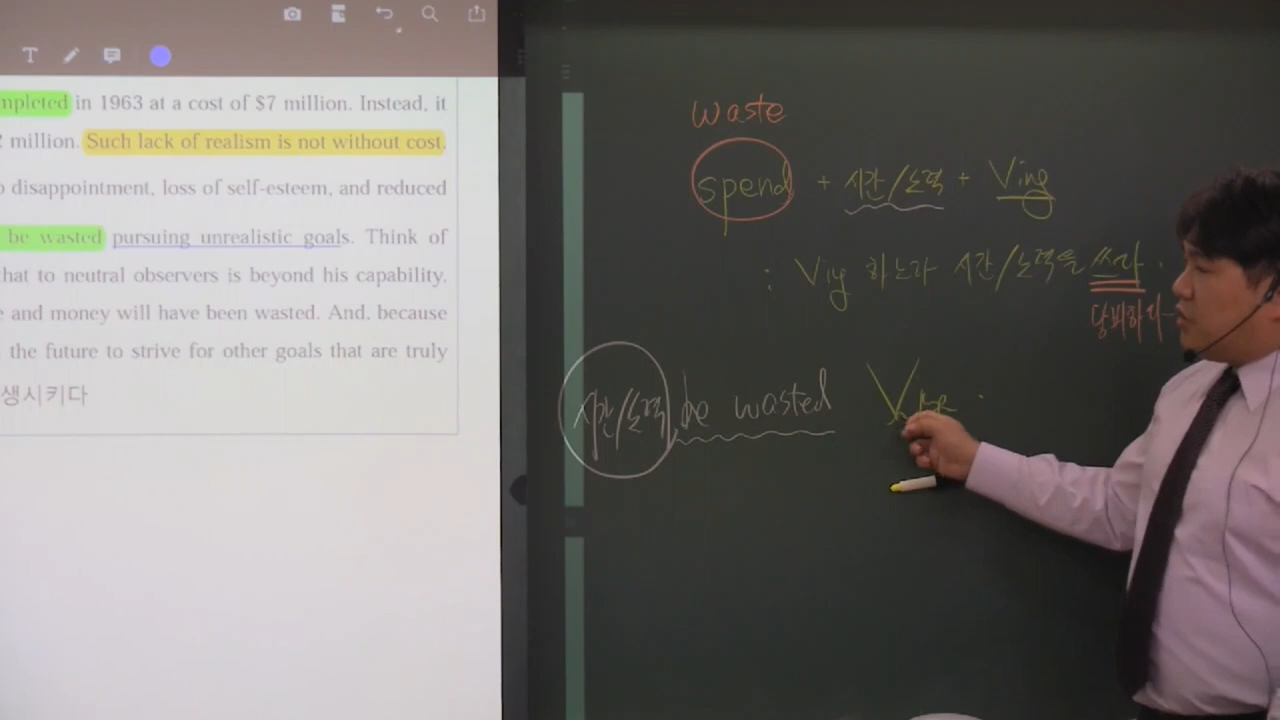 T
mpleted in 1963 at a cost of $7 million. Instead, it
million. Such lack of realism is not without cost.
disappointment, loss of self-esteem, and reduced
be wasted pursuing unrealistic goals. Think of
hat to neutral observers is beyond his capability.
e and money will have been wasted. And, because
the future to strive for other goals that are truly
생시키다
waste
spend + 시간/노력 + Ving
: Ving 하느라 시간/노력을 쓰다.
낭비하다
시간/노력 be wasted